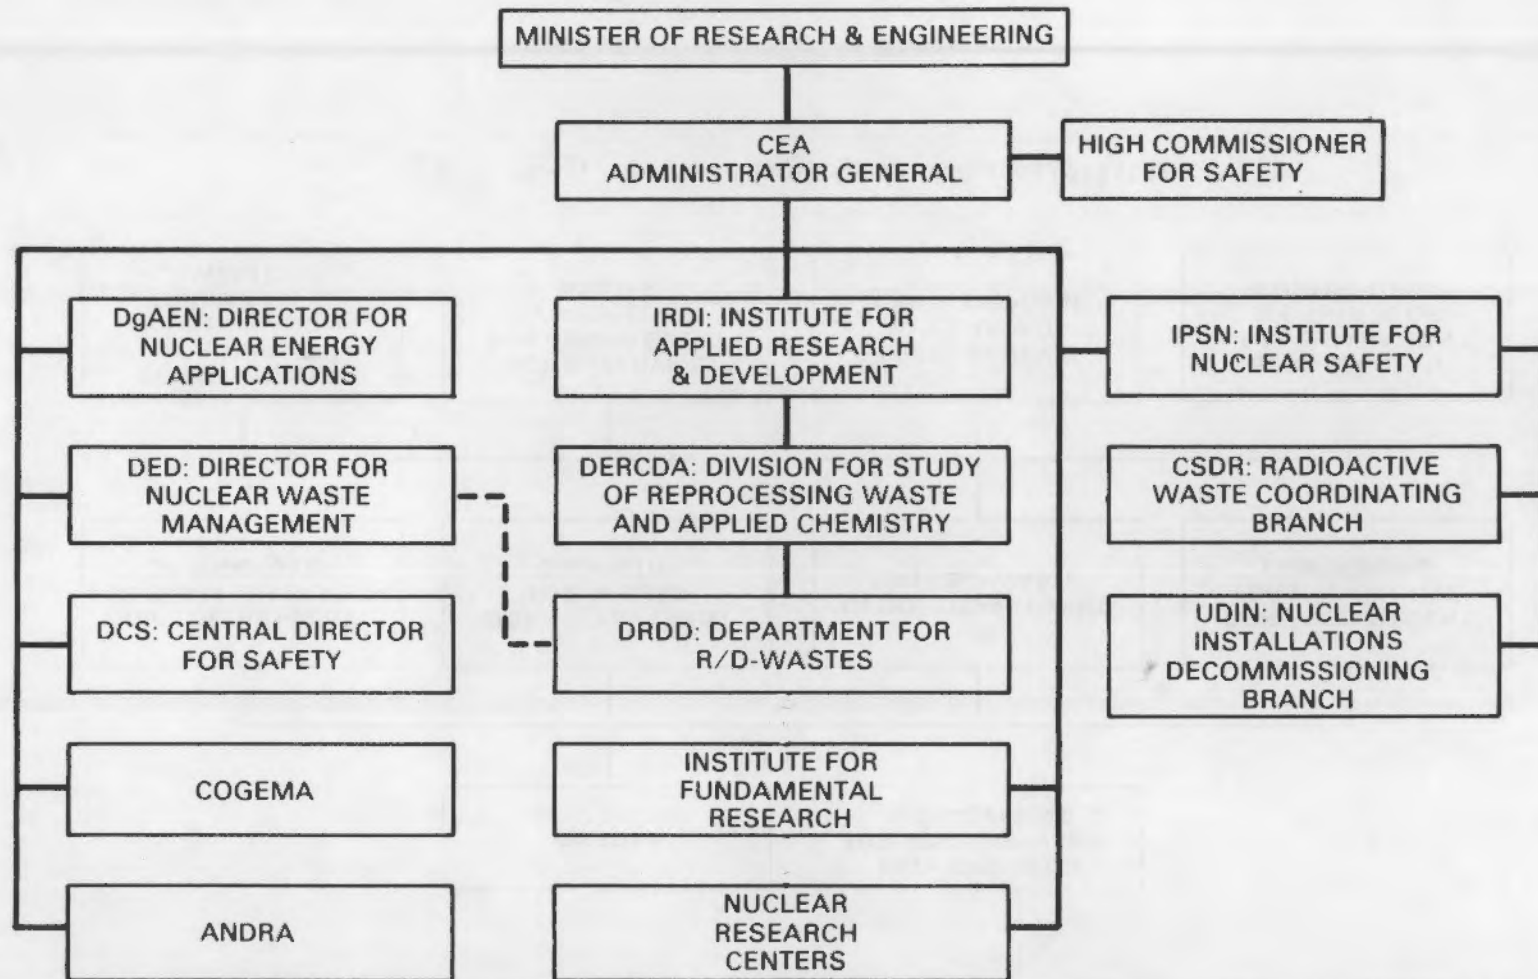 MINISTER OF RESEARCH & ENGINEERING
CEA
ADMINISTRATOR GENERAL
HIGH COMMISSIONER
FOR SAFETY
DgAEN: DIRECTOR FOR
NUCLEAR ENERGY
APPLICATIONS
IRDI: INSTITUTE FOR
APPLIED RESEARCH
& DEVELOPMENT
IPSN: INSTITUTE FOR
NUCLEAR SAFETY
DED: DIRECTOR FOR
NUCLEAR WASTE
MANAGEMENT
DERCDA: DIVISION FOR STUDY
OF REPROCESSING WASTE
AND APPLIED CHEMISTRY
CSDR: RADIOACTIVE
WASTE COORDINATING
BRANCH
DCS: CENTRAL DIRECTOR
FOR SAFETY
DRDD: DEPARTMENT FOR
R/D-WASTES
UDIN: NUCLEAR
INSTALLATIONS
DECOMMISSIONING
BRANCH
COGEMA
INSTITUTE FOR
FUNDAMENTAL
RESEARCH
ANDRA
NUCLEAR
RESEARCH
CENTERS